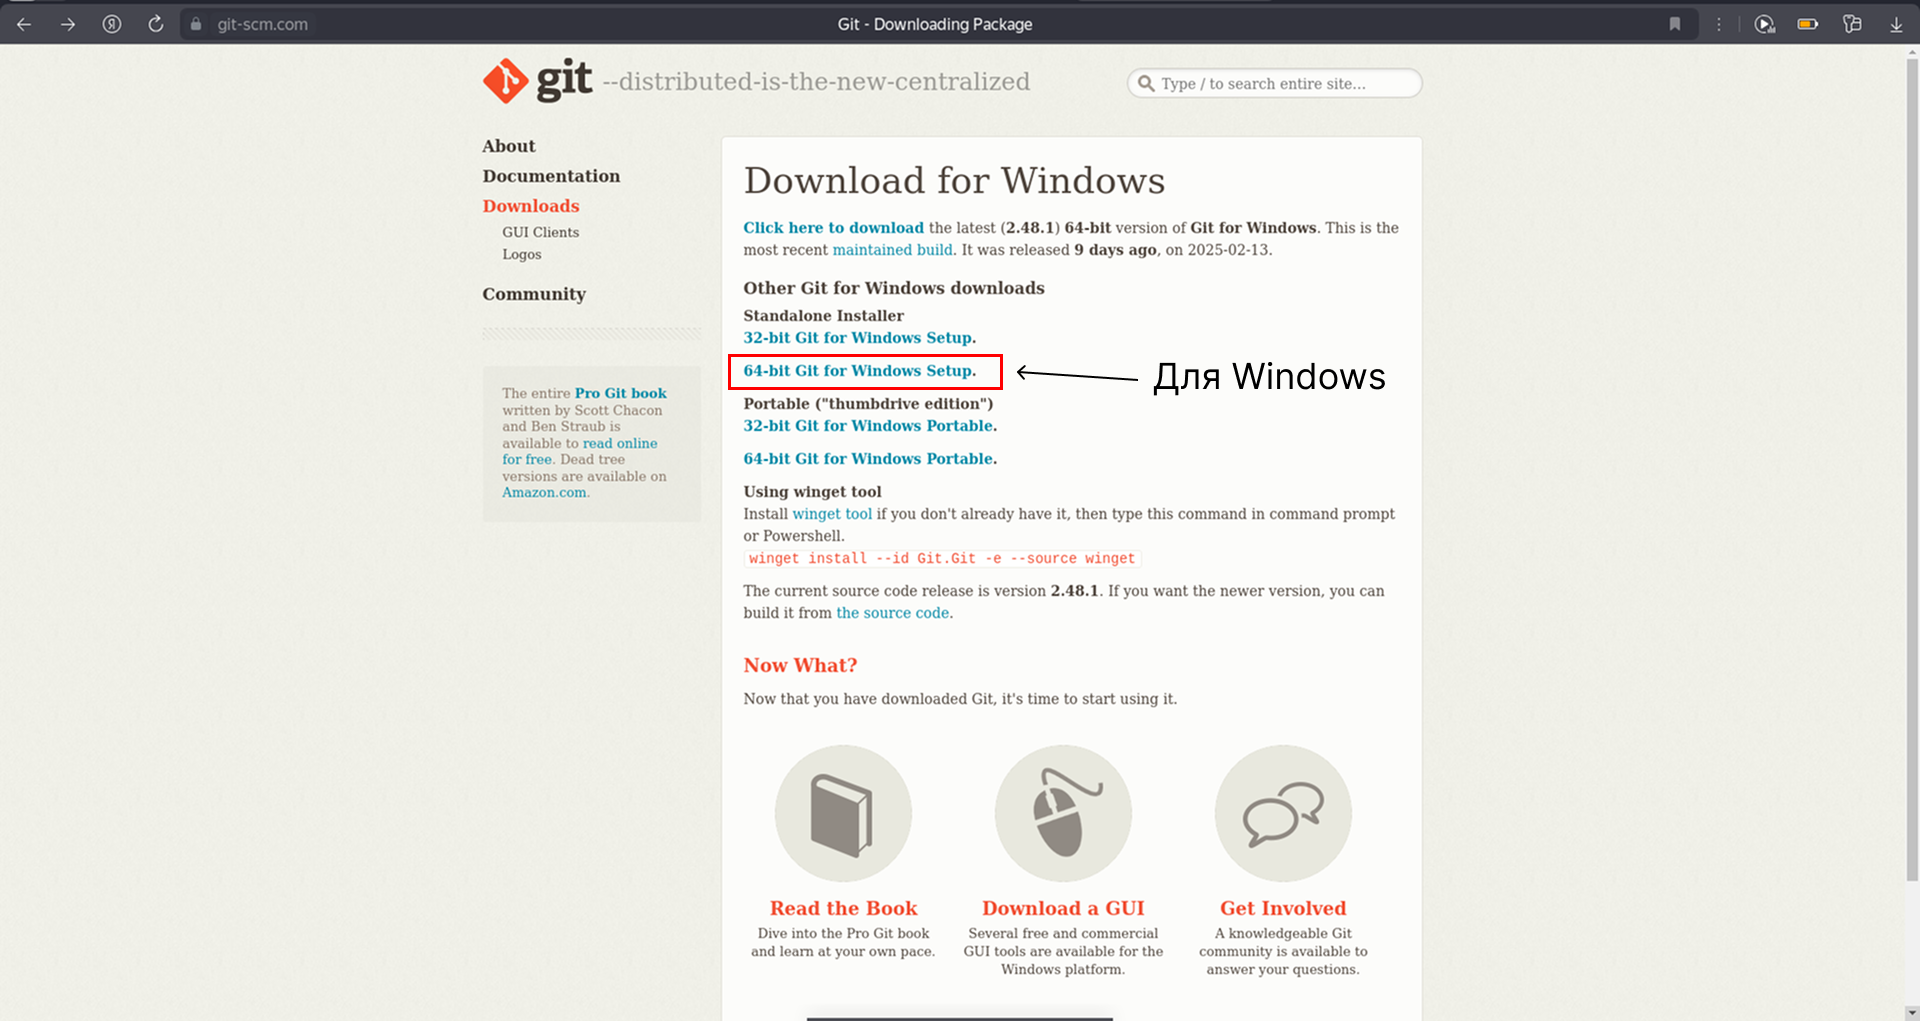 git-scm.com
Git - Downloading Package
git --distributed-is-the-new-centralized
Type / to search entire site...
About
Documentation
Downloads
GUI Clients
Logos
Community
The entire Pro Git book
written by Scott Chacon
and Ben Straub is
available to read online
for free. Dead tree
versions are available on
Amazon.com.
Download for Windows
Click here to download the latest (2.48.1) 64-bit version of Git for Windows. This is the
most recent maintained build. It was released 9 days ago, on 2025-02-13.
Other Git for Windows downloads
Standalone Installer
32-bit Git for Windows Setup.
64-bit Git for Windows Setup.
Для Windows
Portable ("thumbdrive edition")
32-bit Git for Windows Portable.
64-bit Git for Windows Portable.
Using winget tool
Install winget tool if you don't already have it, then type this command in command prompt
or Powershell.
winget install --id Git.Git -e --source winget
The current source code release is version 2.48.1. If you want the newer version, you can
build it from the source code.
Now What?
Now that you have downloaded Git, it's time to start using it.
Read the Book
Dive into the Pro Git book
and learn at your own pace.
Download a GUI
Several free and commercial
GUI tools are available for the
Windows platform.
Get Involved
A knowledgeable Git
community is available to
answer your questions.